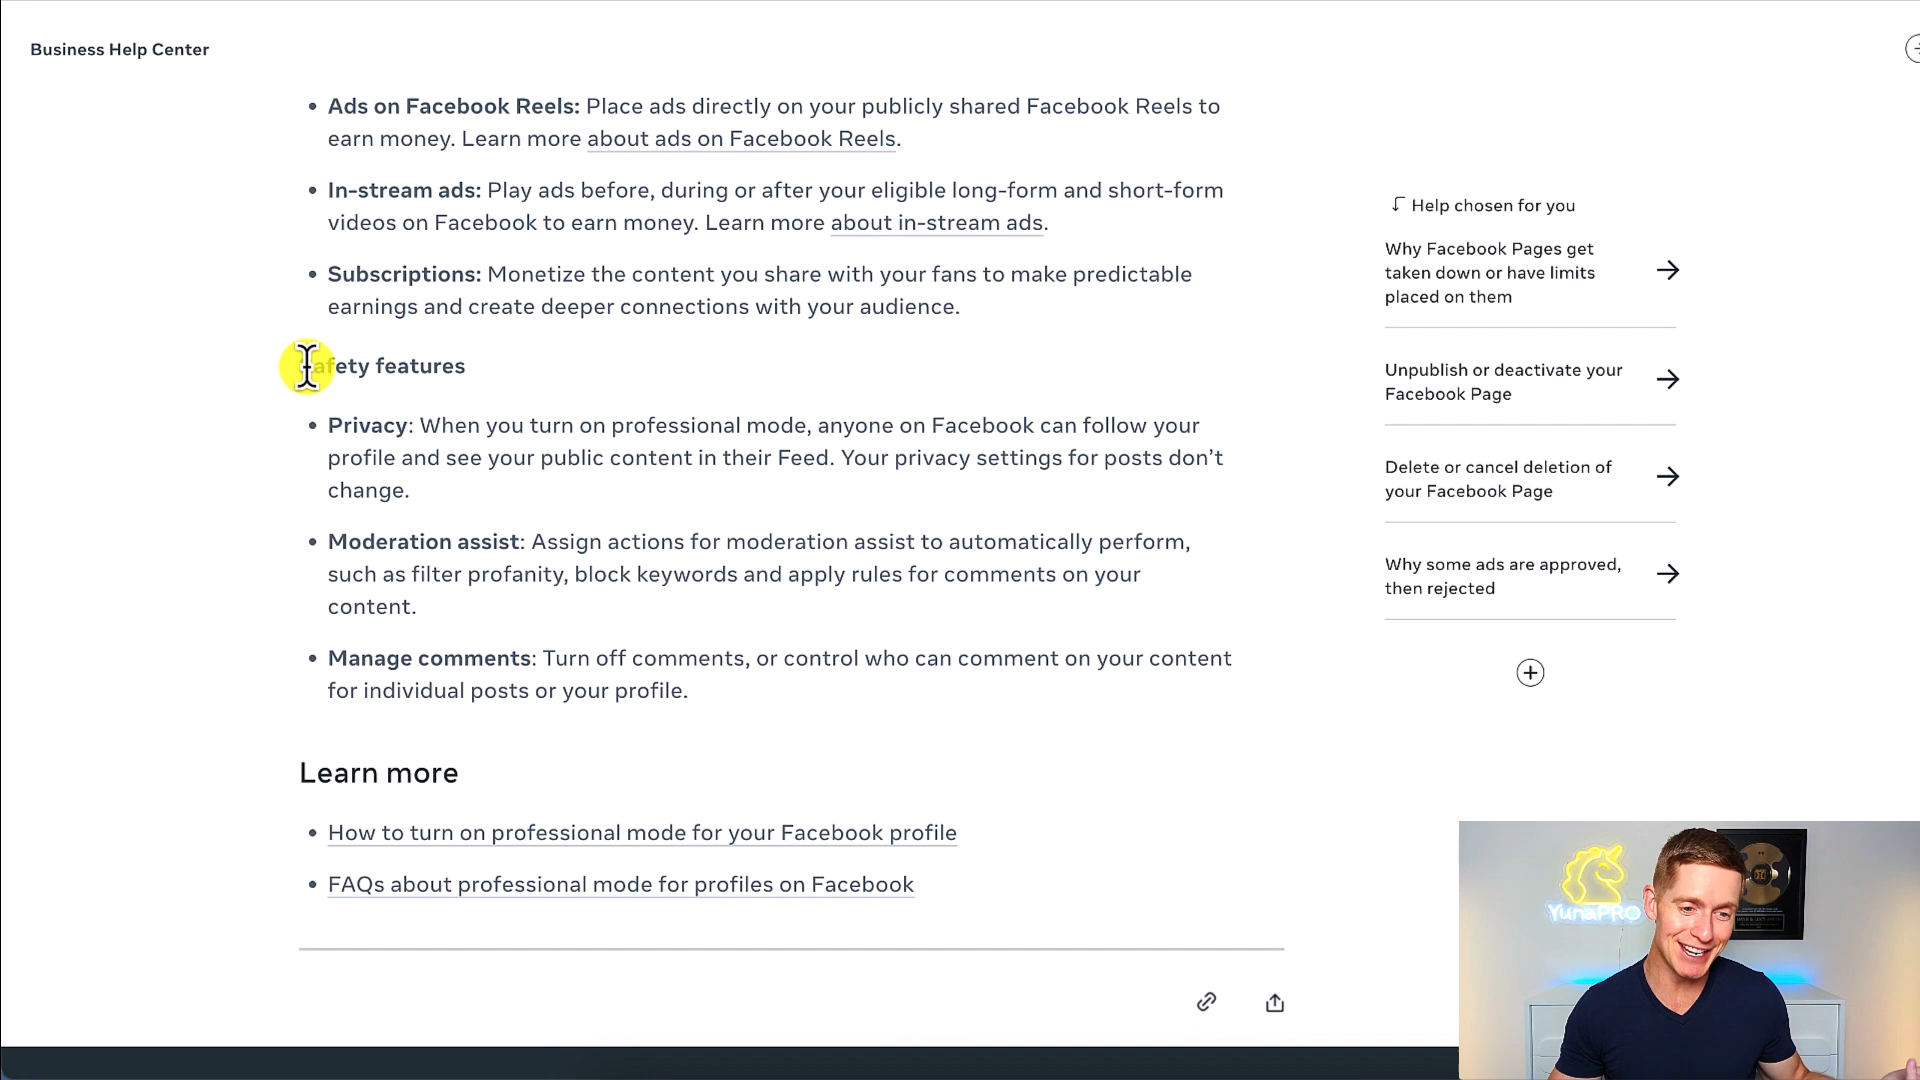 Business Help Center
Ads on Facebook Reels: Place ads directly on your publicly shared Facebook Reels to
earn money. Learn more about ads on Facebook Reels.
In-stream ads: Play ads before, during or after your eligible long-form and short-form
videos on Facebook to earn money. Learn more about in-stream ads.
Subscriptions: Monetize the content you share with your fans to make predictable
earnings and create deeper connections with your audience.
Safety features
Privacy: When you turn on professional mode, anyone on Facebook can follow your
profile and see your public content in their Feed. Your privacy settings for posts don’t
change.
Moderation assist: Assign actions for moderation assist to automatically perform,
such as filter profanity, block keywords and apply rules for comments on your
content.
Manage comments: Turn off comments, or control who can comment on your content
for individual posts or your profile.
Learn more
How to turn on professional mode for your Facebook profile
FAQs about professional mode for profiles on Facebook
Help chosen for you
Why Facebook Pages get
taken down or have limits
placed on them
Unpublish or deactivate your
Facebook Page
Delete or cancel deletion of
your Facebook Page
Why some ads are approved,
then rejected
YunaPRO